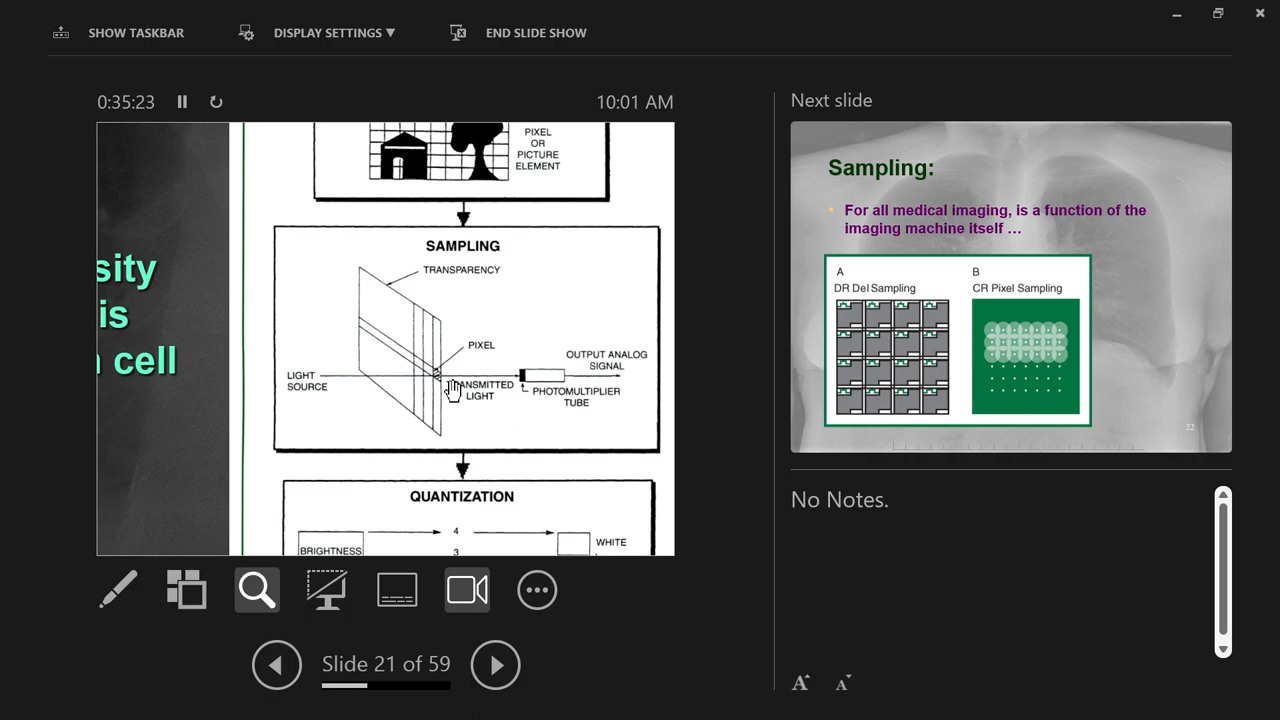 SHOW TASKBAR
DISPLAY SETTINGS ▼
END SLIDE SHOW
0:35:23
10:01 AM
PIXEL
OR
PICTURE
ELEMENT
sity
is
cell
SAMPLING
TRANSPARENCY
PIXEL
LIGHT
SOURCE
LIGHT
OUTPUT ANALOG
SIGNAL
PHOTOMULTIPLIER
TUBE
QUANTIZATION
BRIGHTNESS
4
3
WHITE
Slide 21 of 59
Next slide
Sampling:
• For all medical imaging, is a function of the
imaging machine itself ...
A
DR Del Sampling
B
CR Pixel Sampling
22
No Notes.
A
A